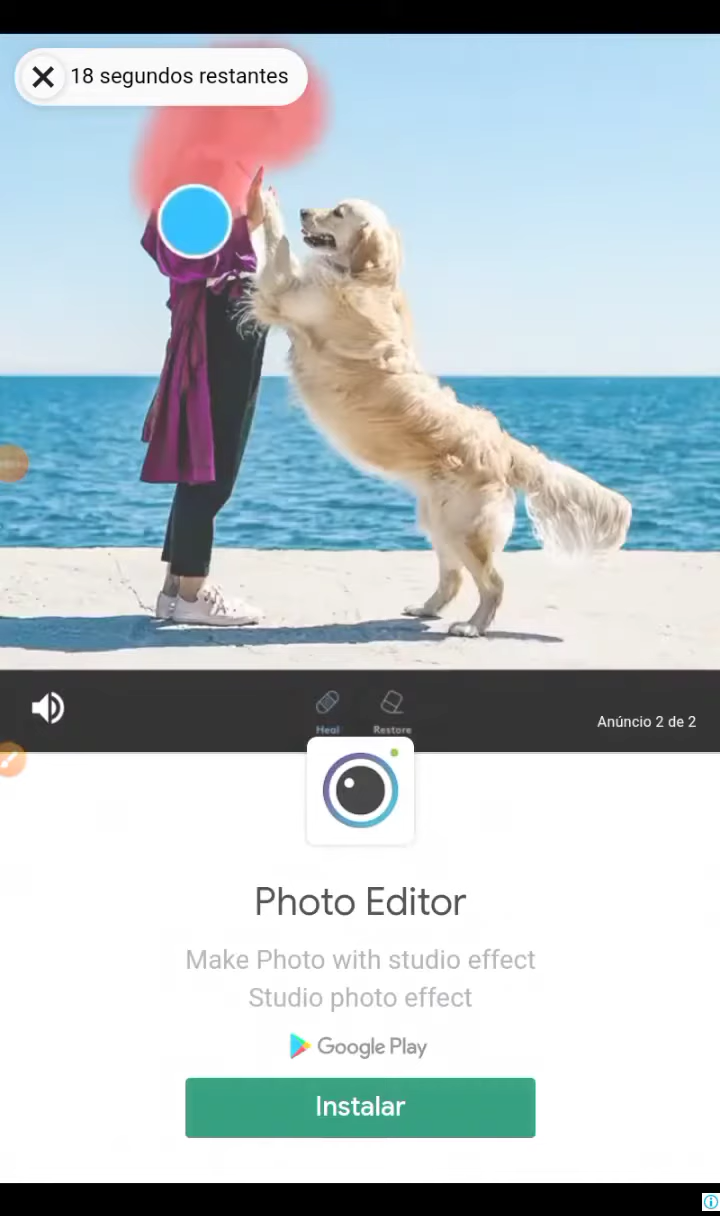 18 segundos restantes
Heal
Restore
Anúncio 2 de 2
Photo Editor
Make Photo with studio effect
Studio photo effect
Google Play
Instalar